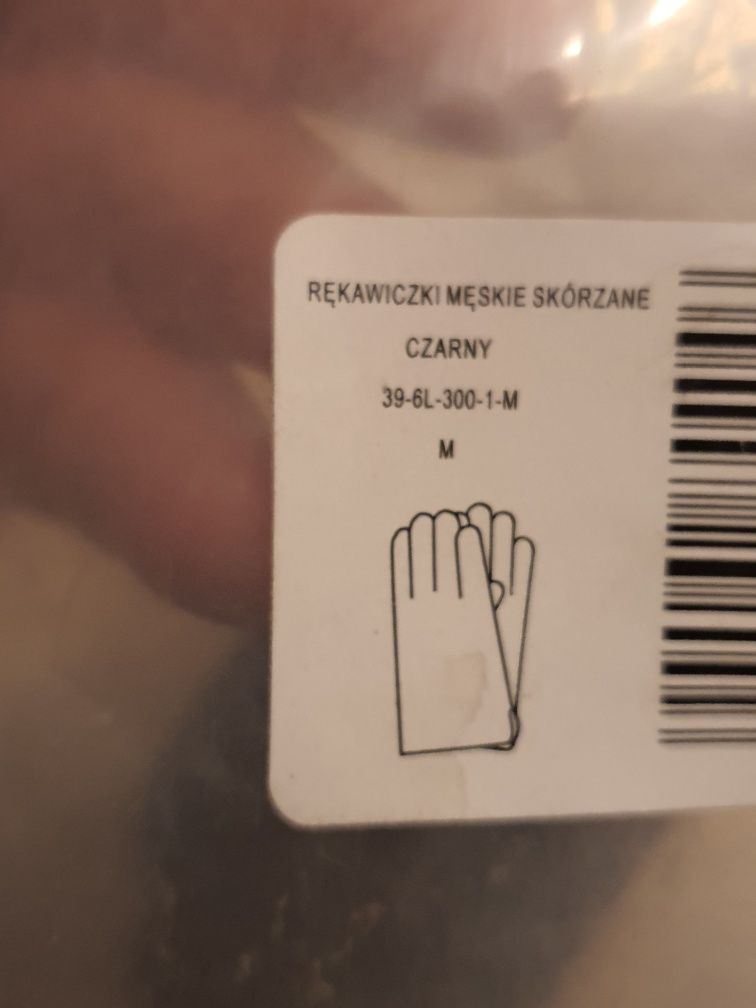 RĘKAWICZKI MĘSKIE SKÓRZANE
CZARNY
39-6L-300-1-M
M